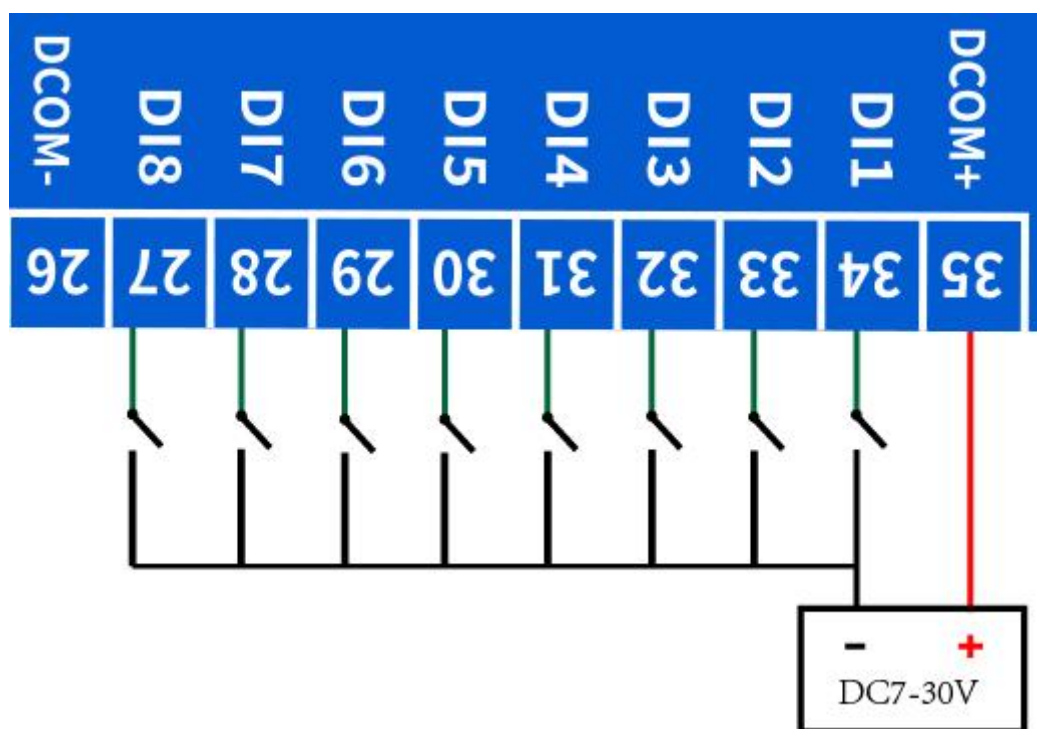 DCOM-
DI8
DI7
DI6
DI5
DI4
DI3
DI2
DI1
DCOM+
26
27
28
29
30
31
32
33
34
35
- +
DC7-30V